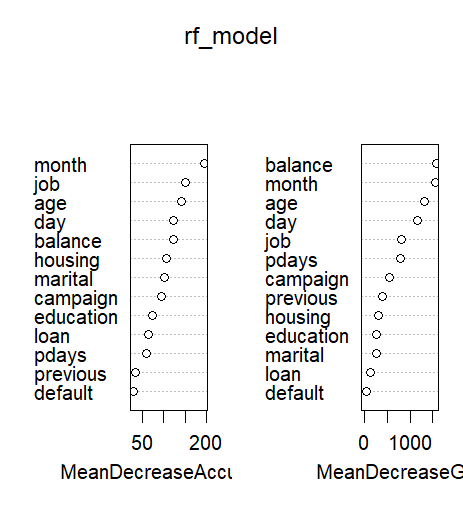 rf_model
month
job
age
day
balance
housing
marital
campaign
education
loan
pdays
previous
default
50 200
MeanDecreaseAccu
balance
month
age
day
job
pdays
campaign
previous
housing
education
marital
loan
default
0 1000
MeanDecreaseG